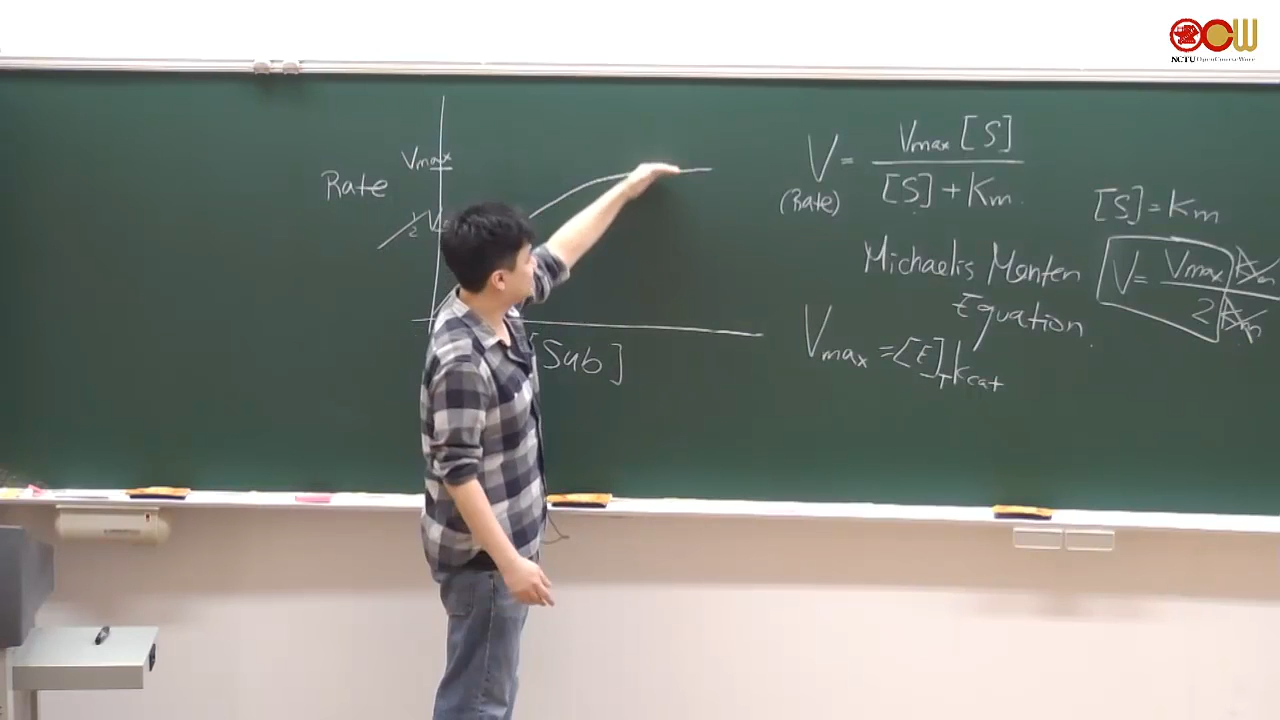 OCW
NCTU OpenCourseWare
Vmax
Rate
1/2 V
[Sub]
V = Vmax [S] / [S] + Km
(Rate)
Michaelis Menten
Equation.
Vmax = [E]T kcat
[S] = Km
V = Vmax Km / 2 Km